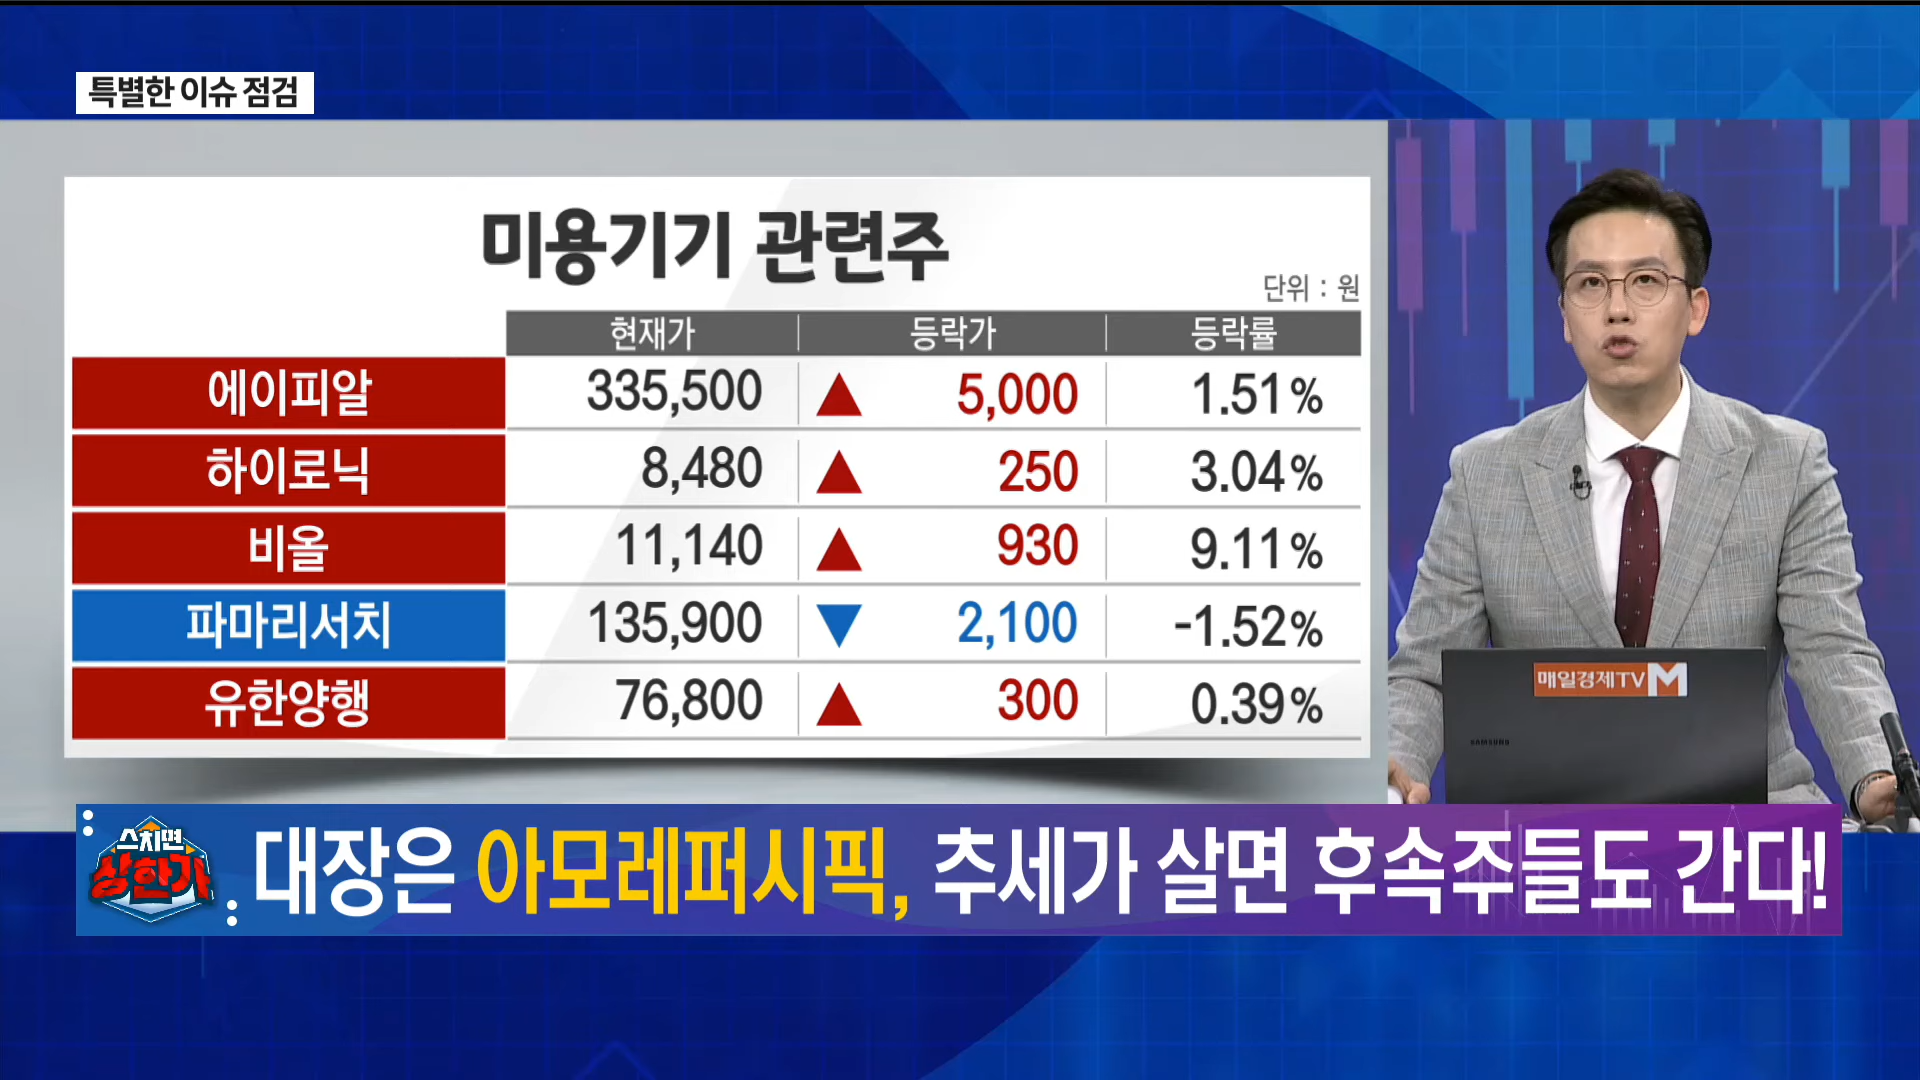 특별한 이슈 점검
미용기기 관련주
단위 : 원
현재가 등락가 등락률
에이피알 335,500 ▲ 5,000 1.51%
하이로닉 8,480 ▲ 250 3.04%
비올 11,140 ▲ 930 9.11%
파마리서치 135,900 ▼ 2,100 -1.52%
유한양행 76,800 ▲ 300 0.39%
매일경제TV M
SAMSUNG
스치면
상한가
대장은 아모레퍼시픽, 추세가 살면 후속주들도 간다!